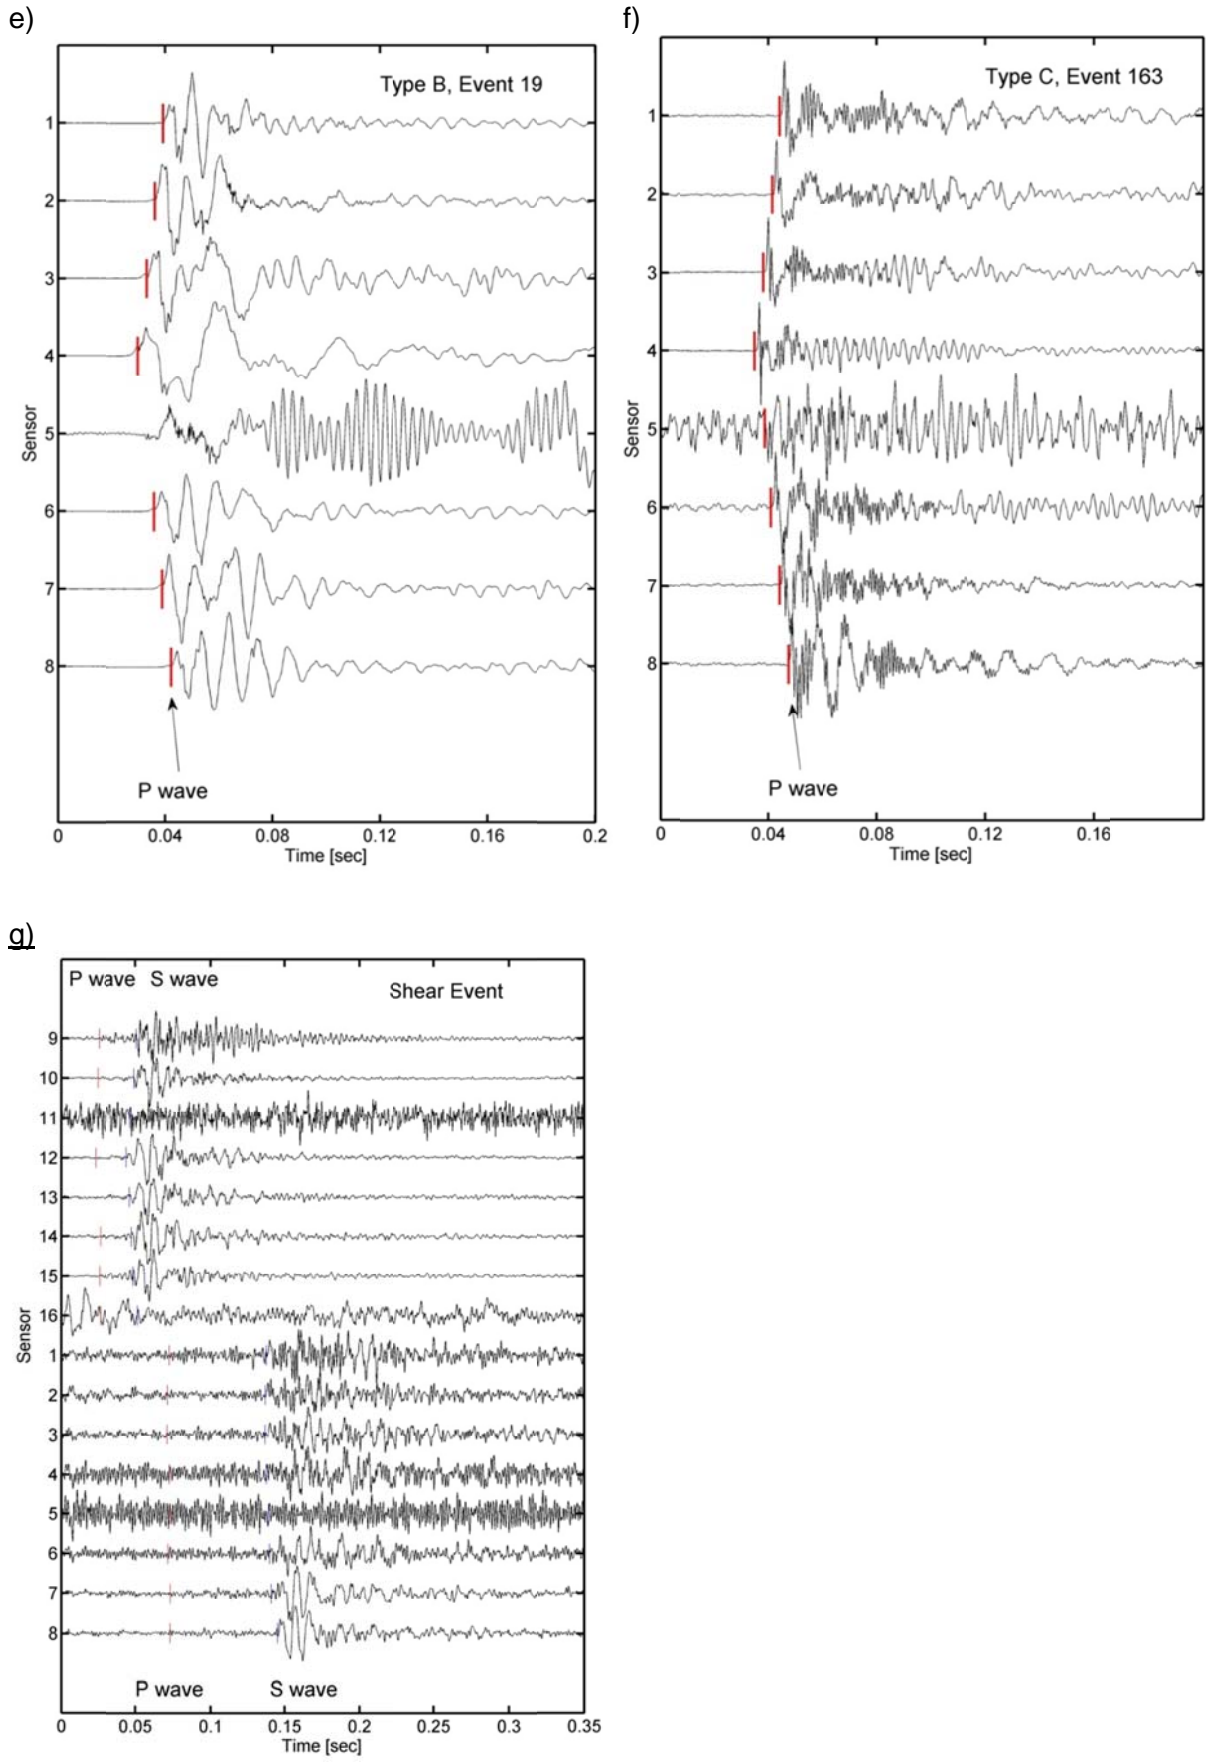 e)
Type B, Event 19
1
2
3
4
5
6
7
8
Sensor
P wave
0 0.04 0.08 0.12 0.16 0.2
Time [sec]
f)
Type C, Event 163
1
2
3
4
5
6
7
8
Sensor
P wave
0 0.04 0.08 0.12 0.16
Time [sec]
g)
P wave S wave
Shear Event
9
10
11
12
13
14
15
16
1
2
3
4
5
6
7
8
Sensor
P wave S wave
0 0.05 0.1 0.15 0.2 0.25 0.3 0.35
Time [sec]